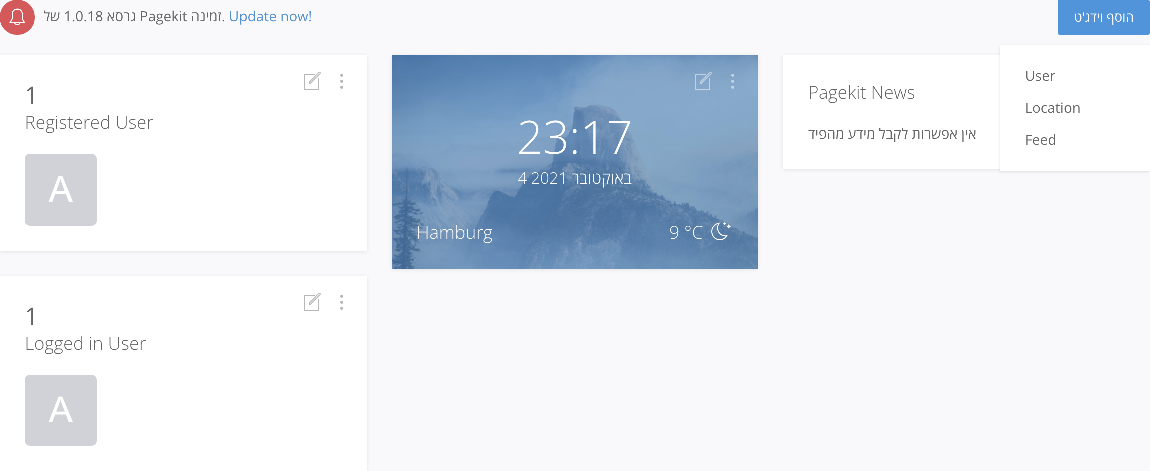 גרסא 1.0.18 של Pagekit זמינה. Update now!
הוסף וידג'ט
User
Location
Feed
1
Registered User
A
23:17
4 באוקטובר 2021
Hamburg
9 °C
Pagekit News
אין אפשרות לקבל מידע מהפיד
1
Logged in User
A